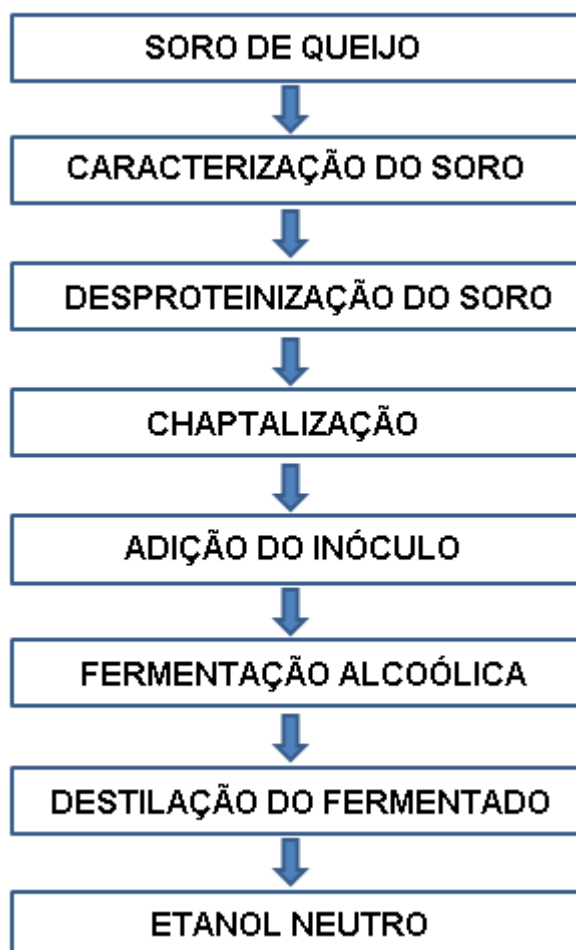 SORO DE QUEIJO
CARACTERIZAÇÃO DO SORO
DESPROTEINIZAÇÃO DO SORO
CHAPTALIZAÇÃO
ADIÇÃO DO INÓCULO
FERMENTAÇÃO ALCOÓLICA
DESTILAÇÃO DO FERMENTADO
ETANOL NEUTRO